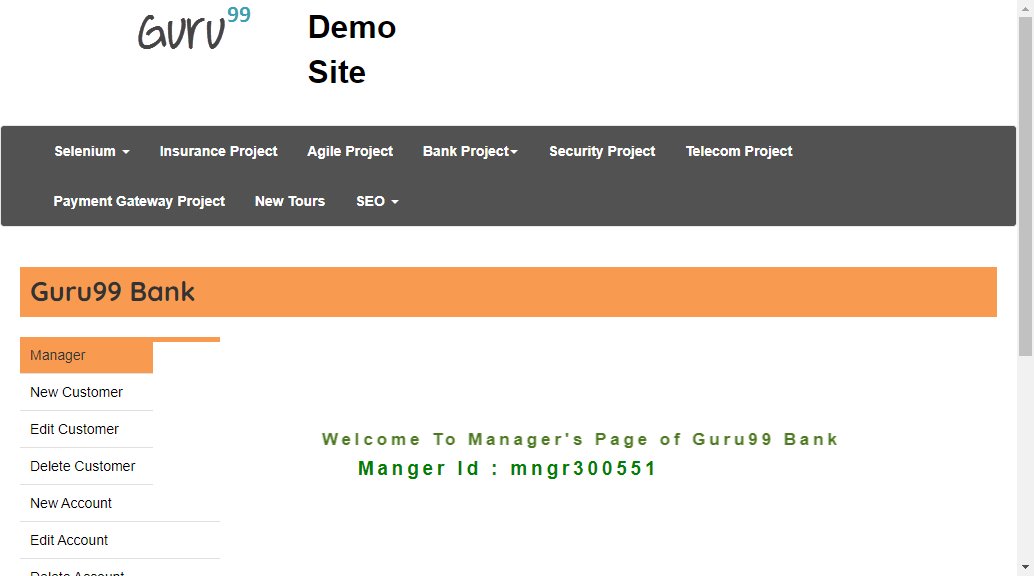 Guru99
Demo
Site
Selenium
Insurance Project
Agile Project
Bank Project
Security Project
Telecom Project
Payment Gateway Project
New Tours
SEO
Guru99 Bank
Manager
New Customer
Edit Customer
Delete Customer
New Account
Edit Account
Delete Account
Welcome To Manager's Page of Guru99 Bank
Manger Id : mngr300551